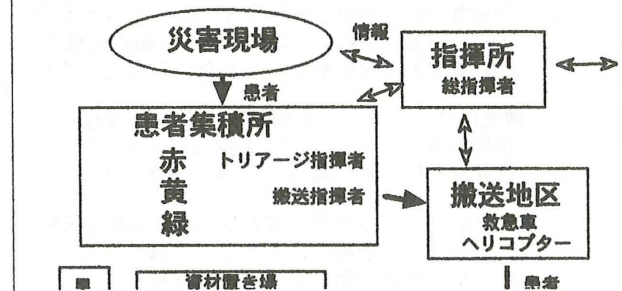 災害現場
情報
指揮所
総指揮者
患者
患者集積所
赤 トリアージ指揮者
黄 搬送指揮者
緑
搬送地区
救急車
ヘリコプター
資材置き場
患者